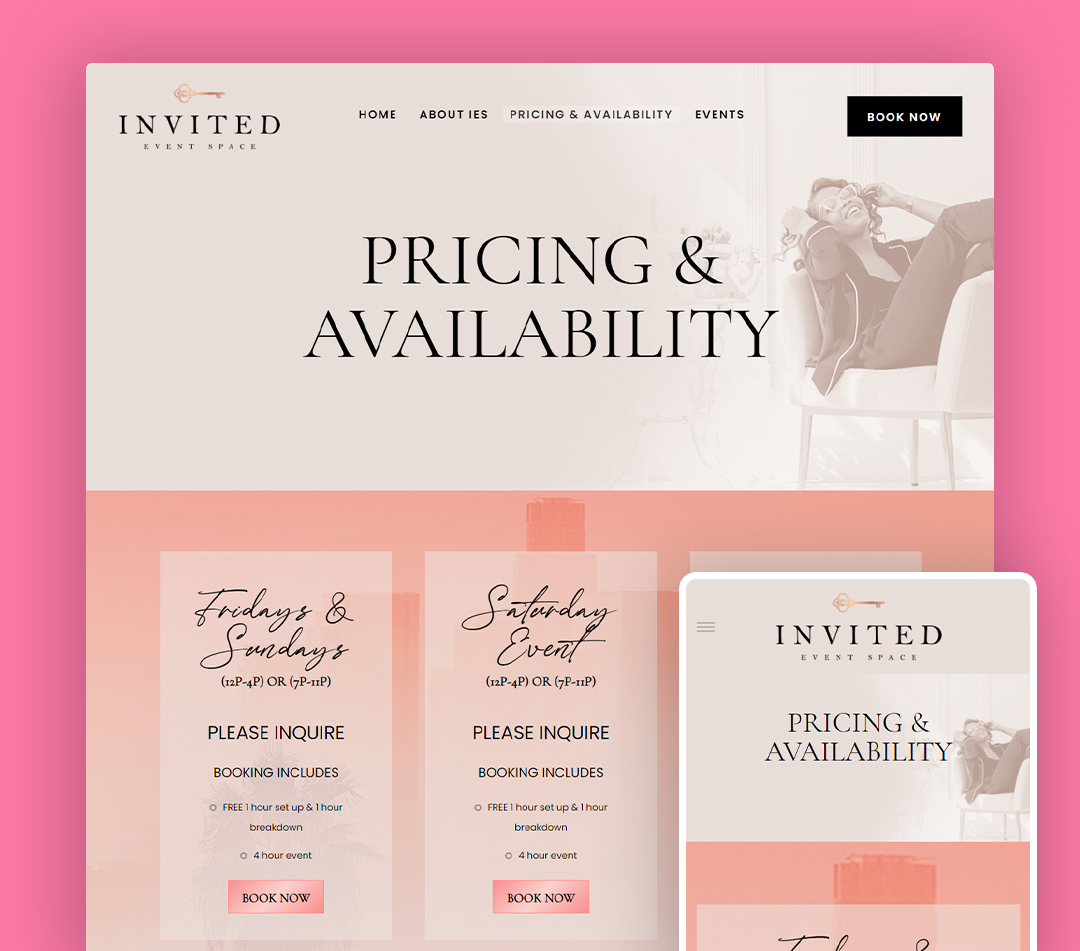 INVITED
EVENT SPACE
HOME ABOUT IES PRICING & AVAILABILITY EVENTS
BOOK NOW
PRICING &
AVAILABILITY
Fridays &
Sundays
(12P-4P) OR (7P-11P)
PLEASE INQUIRE
BOOKING INCLUDES
FREE 1 hour set up & 1 hour
breakdown
4 hour event
BOOK NOW
Saturday
Event
(12P-4P) OR (7P-11P)
PLEASE INQUIRE
BOOKING INCLUDES
FREE 1 hour set up & 1 hour
breakdown
4 hour event
BOOK NOW
INVITED
EVENT SPACE
PRICING &
AVAILABILITY